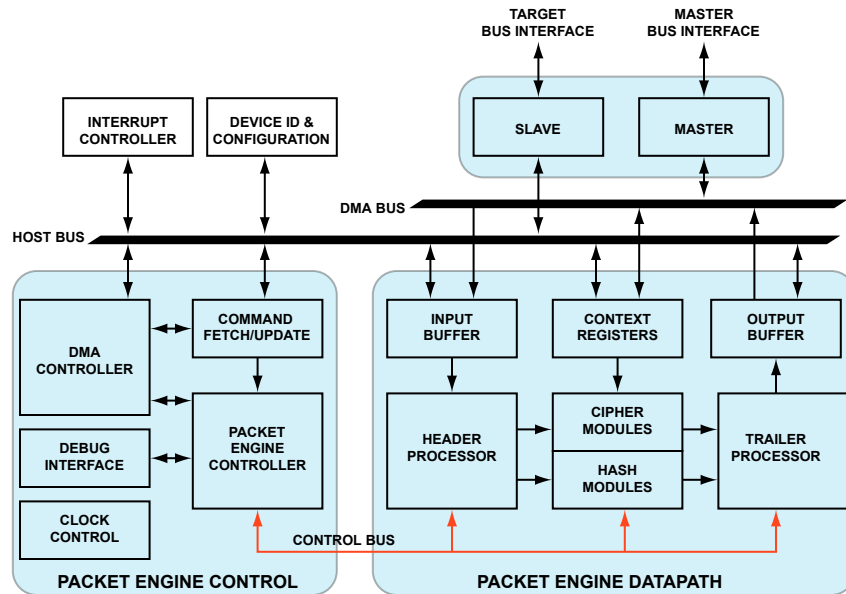 TARGET
BUS INTERFACE
MASTER
BUS INTERFACE
INTERRUPT
CONTROLLER
DEVICE ID &
CONFIGURATION
SLAVE
MASTER
DMA BUS
HOST BUS
DMA
CONTROLLER
COMMAND
FETCH/UPDATE
INPUT
BUFFER
CONTEXT
REGISTERS
OUTPUT
BUFFER
DEBUG
INTERFACE
PACKET
ENGINE
CONTROLLER
HEADER
PROCESSOR
CIPHER
MODULES
HASH
MODULES
TRAILER
PROCESSOR
CLOCK
CONTROL
CONTROL BUS
PACKET ENGINE CONTROL
PACKET ENGINE DATAPATH